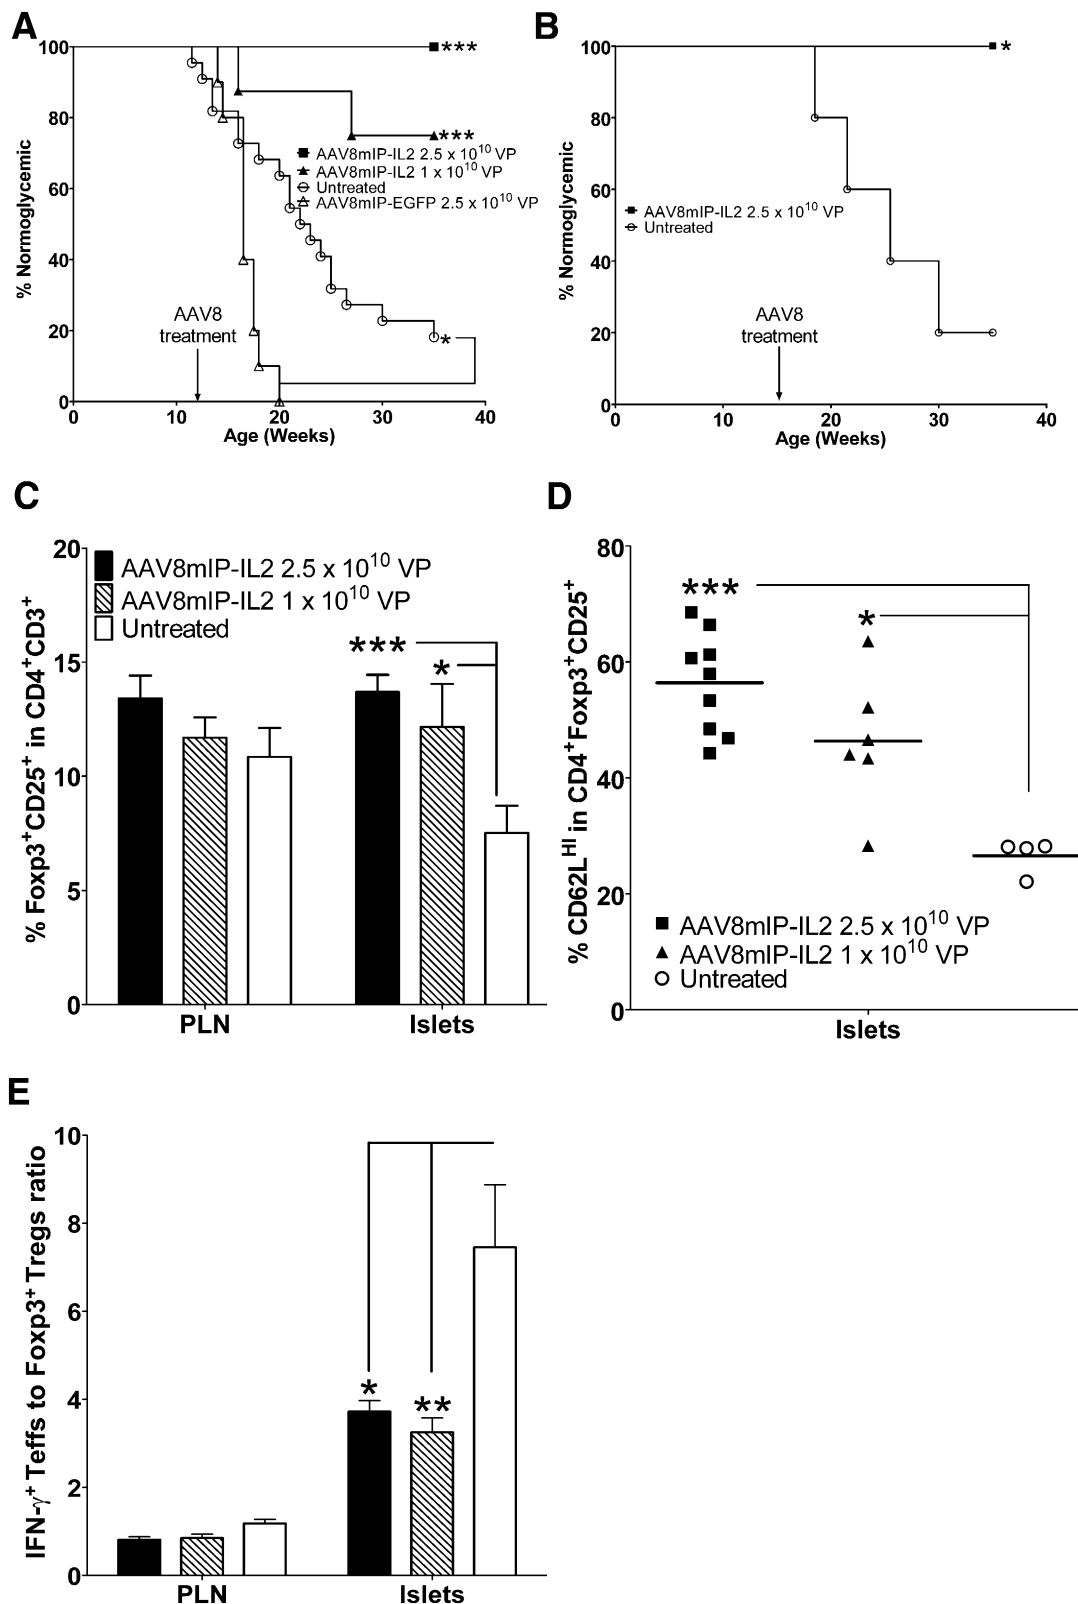 A
100
80
60
40
20
0
0 10 20 30 40
% Normoglycemic
Age (Weeks)
***
***
AAV8mIP-IL2 2.5 x 10^10 VP
AAV8mIP-IL2 1 x 10^10 VP
Untreated
AAV8mIP-EGFP 2.5 x 10^10 VP
AAV8
treatment
*
B
100
80
60
40
20
0
0 10 20 30 40
% Normoglycemic
Age (Weeks)
*
AAV8mIP-IL2 2.5 x 10^10 VP
Untreated
AAV8
treatment
C
20
15
10
5
0
% Foxp3+CD25+ in CD4+CD3+
AAV8mIP-IL2 2.5 x 10^10 VP
AAV8mIP-IL2 1 x 10^10 VP
Untreated
***
*
PLN Islets
D
80
60
40
20
0
% CD62L^HI in CD4+Foxp3+CD25+
***
*
AAV8mIP-IL2 2.5 x 10^10 VP
AAV8mIP-IL2 1 x 10^10 VP
Untreated
Islets
E
10
8
6
4
2
0
IFN-γ+ Teffs to Foxp3+ Tregs ratio
*
**
PLN Islets